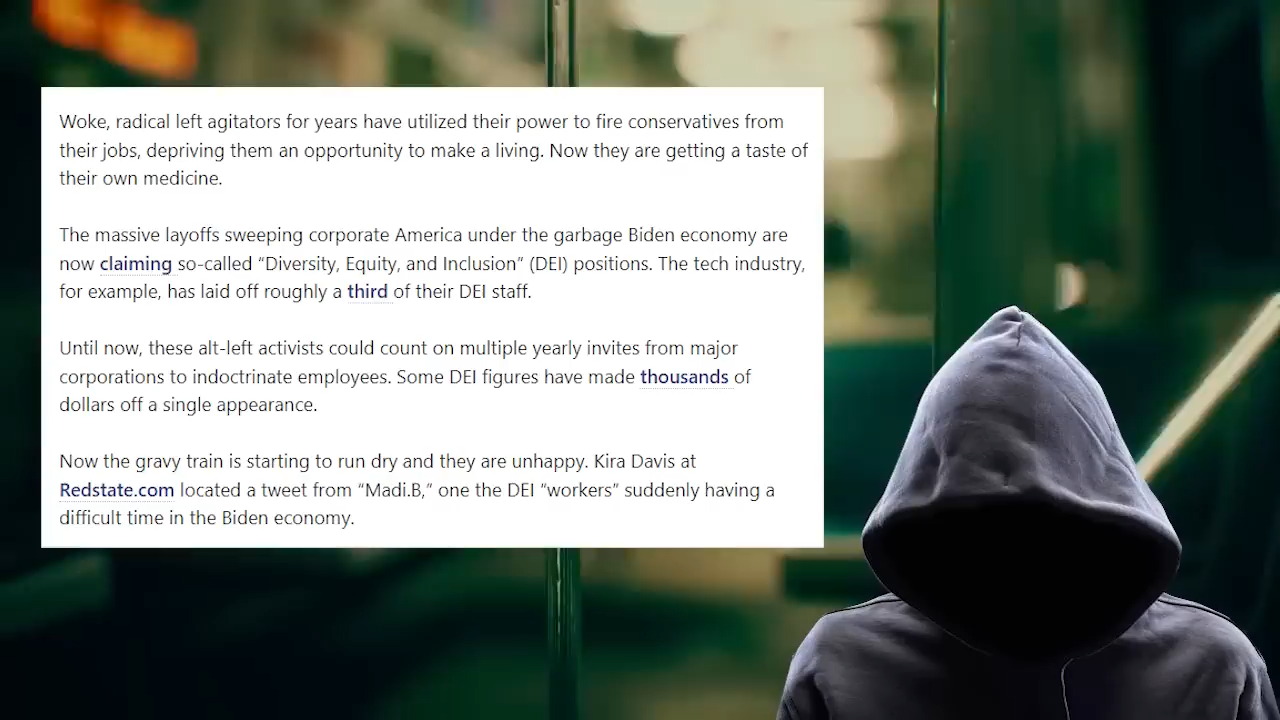 Woke, radical left agitators for years have utilized their power to fire conservatives from
their jobs, depriving them an opportunity to make a living. Now they are getting a taste of
their own medicine.
The massive layoffs sweeping corporate America under the garbage Biden economy are
now claiming so-called “Diversity, Equity, and Inclusion” (DEI) positions. The tech industry,
for example, has laid off roughly a third of their DEI staff.
Until now, these alt-left activists could count on multiple yearly invites from major
corporations to indoctrinate employees. Some DEI figures have made thousands of
dollars off a single appearance.
Now the gravy train is starting to run dry and they are unhappy. Kira Davis at
Redstate.com located a tweet from “Madi.B,” one the DEI “workers” suddenly having a
difficult time in the Biden economy.